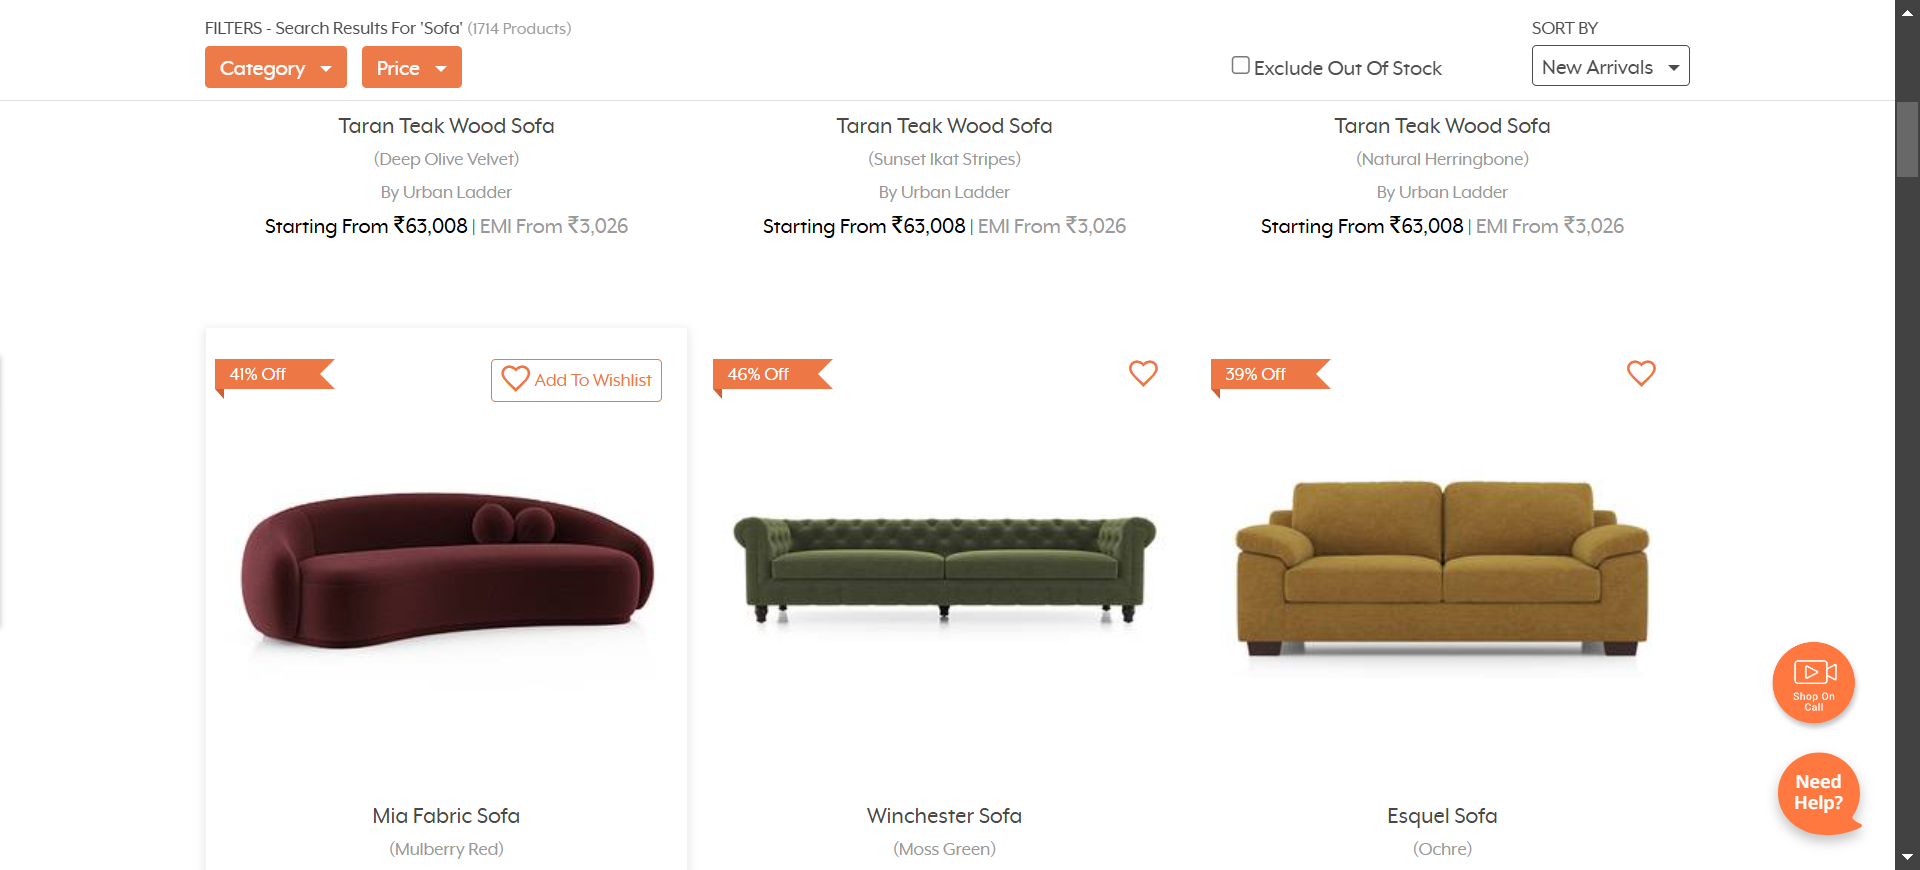 FILTERS - Search Results For 'Sofa' (1714 Products)
SORT BY
Category
Price
Exclude Out Of Stock
New Arrivals
Taran Teak Wood Sofa
(Deep Olive Velvet)
By Urban Ladder
Starting From ₹63,008 | EMI From ₹3,026
Taran Teak Wood Sofa
(Sunset Ikat Stripes)
By Urban Ladder
Starting From ₹63,008 | EMI From ₹3,026
Taran Teak Wood Sofa
(Natural Herringbone)
By Urban Ladder
Starting From ₹63,008 | EMI From ₹3,026
41% Off
Add To Wishlist
46% Off
39% Off
Shop On
Call
Need
Help?
Mia Fabric Sofa
(Mulberry Red)
Winchester Sofa
(Moss Green)
Esquel Sofa
(Ochre)